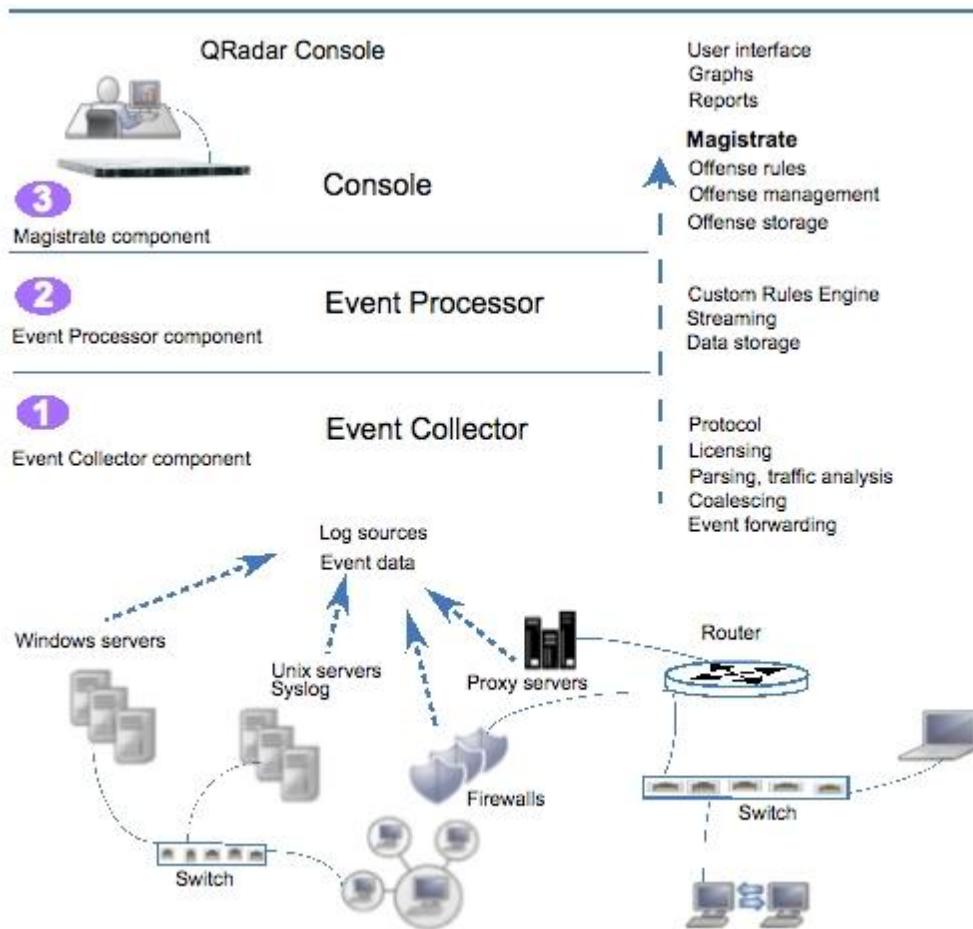 QRadar Console
User interface
Graphs
Reports
Magistrate
Offense rules
Offense management
Offense storage
Console
3
Magistrate component
2
Event Processor component
Event Processor
Custom Rules Engine
Streaming
Data storage
1
Event Collector component
Event Collector
Protocol
Licensing
Parsing, traffic analysis
Coalescing
Event forwarding
Log sources
Event data
Windows servers
Unix servers
Syslog
Proxy servers
Router
Firewalls
Switch
Switch